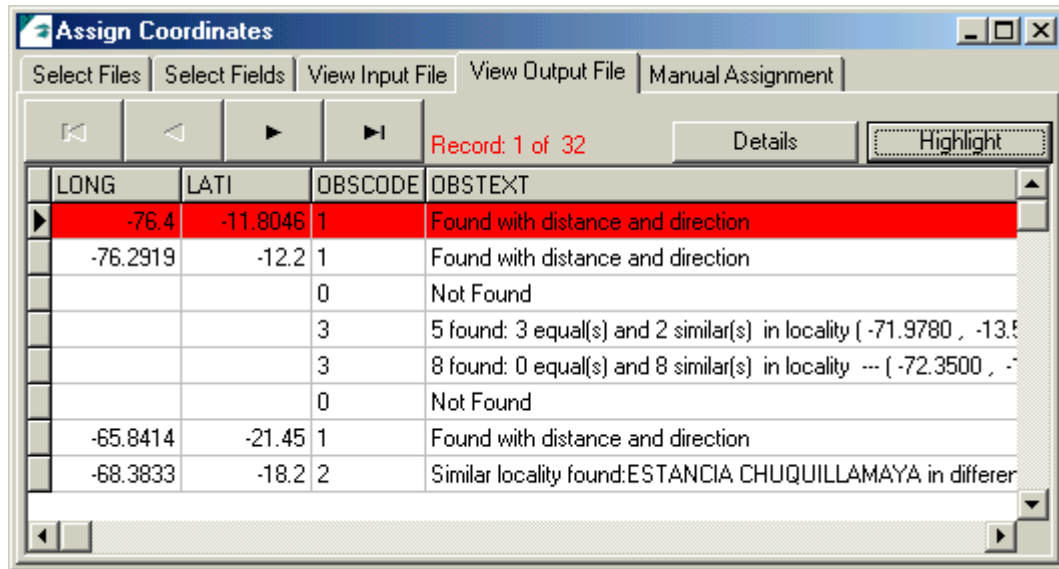 Assign Coordinates
Select Files Select Fields View Input File View Output File Manual Assignment
Record: 1 of 32 Details Highlight
LONG LATI OBSCODE OBSTEXT
-76.4 -11.8046 1 Found with distance and direction
-76.2919 -12.2 1 Found with distance and direction
0 Not Found
3 5 found: 3 equal(s) and 2 similar(s) in locality ( -71.9780 , -13.5
3 8 found: 0 equal(s) and 8 similar(s) in locality --- ( -72.3500 , -
0 Not Found
-65.8414 -21.45 1 Found with distance and direction
-68.3833 -18.2 2 Similar locality found:ESTANCIA CHUQUILLAMAYA in